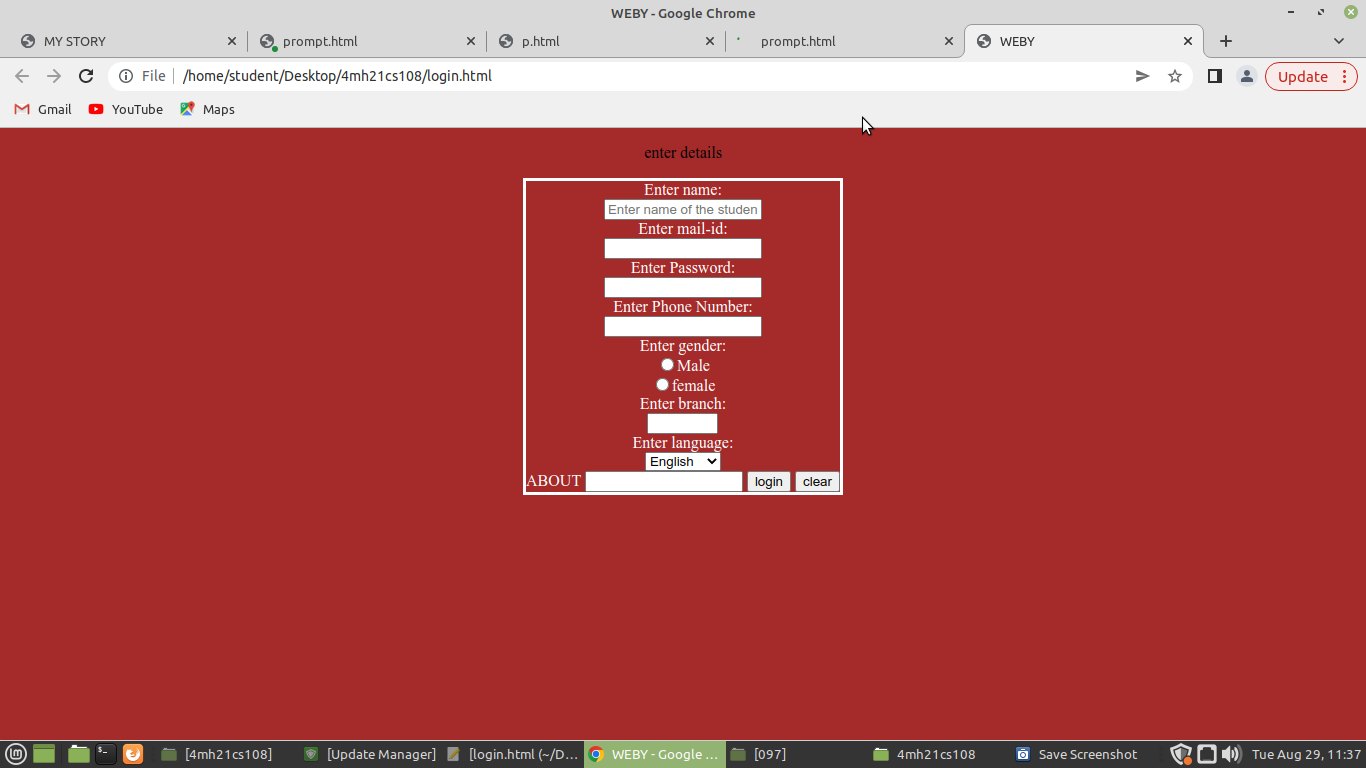 WEBY - Google Chrome
MY STORY prompt.html p.html prompt.html WEBY
File /home/student/Desktop/4mh21cs108/login.html Update
Gmail YouTube Maps
enter details
Enter name:
Enter name of the studen
Enter mail-id:
Enter Password:
Enter Phone Number:
Enter gender:
Male
female
Enter branch:
Enter language:
English
ABOUT login clear
[4mh21cs108] [Update Manager] [login.html (~/D... WEBY - Google ... [097] 4mh21cs108 Save Screenshot Tue Aug 29, 11:37